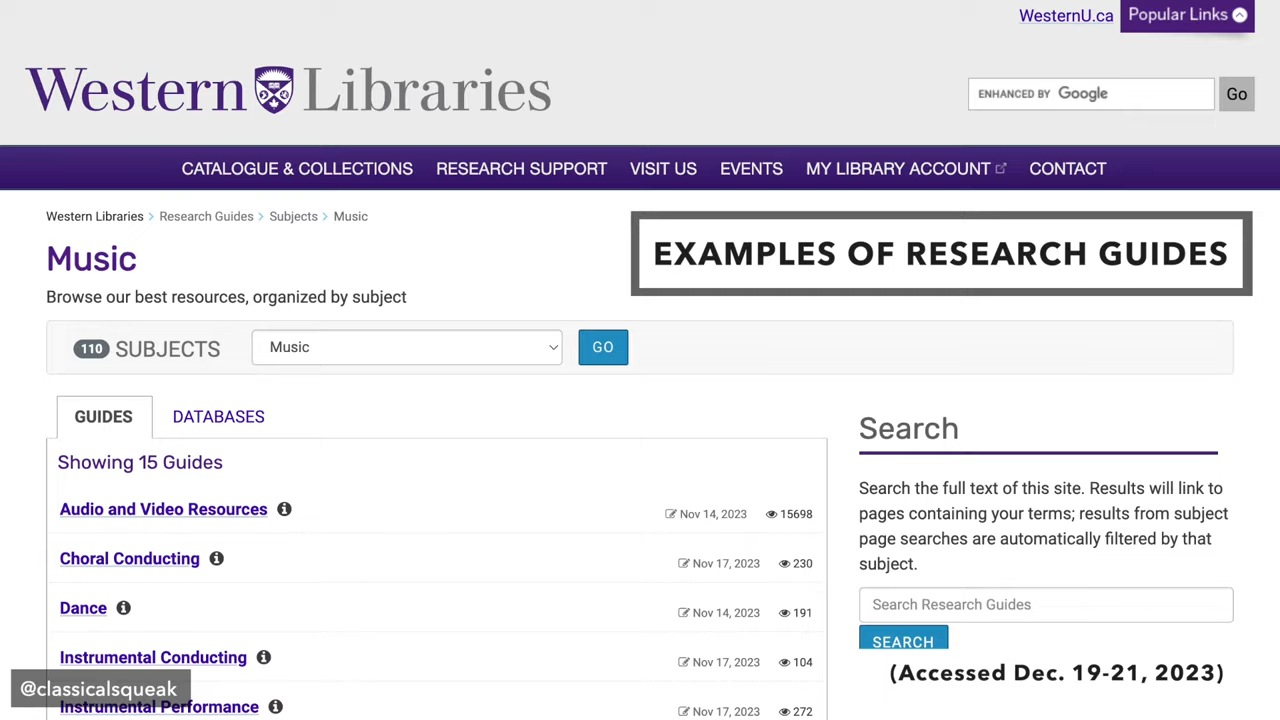 WesternU.ca Popular Links
Western Libraries
ENHANCED BY Google Go
CATALOGUE & COLLECTIONS RESEARCH SUPPORT VISIT US EVENTS MY LIBRARY ACCOUNT CONTACT
Western Libraries > Research Guides > Subjects > Music
EXAMPLES OF RESEARCH GUIDES
Music
Browse our best resources, organized by subject
110 SUBJECTS Music GO
GUIDES DATABASES
Showing 15 Guides
Audio and Video Resources Nov 14, 2023 15698
Choral Conducting Nov 17, 2023 230
Dance Nov 14, 2023 191
Instrumental Conducting Nov 17, 2023 104
Instrumental Performance Nov 17, 2023 272
Search
Search the full text of this site. Results will link to
pages containing your terms; results from subject
page searches are automatically filtered by that
subject.
Search Research Guides
SEARCH
(Accessed Dec. 19-21, 2023)
@classicalsqueak